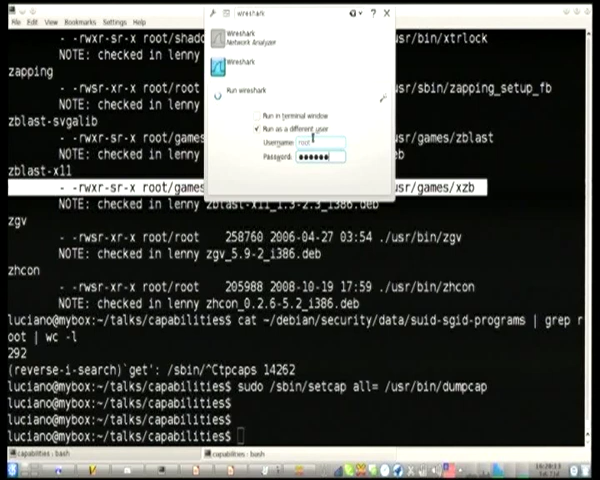 wireshark
File Edit View Bookmarks Settings Help
- -rwxr-sr-x root/shado
usr/bin/xtrlock
NOTE: checked in lenny
zapping
- -rwxr-xr-x root/root
usr/sbin/zapping_setup_fb
NOTE: checked in lenny
zblast-svgalib
- -rwxr-sr-x root/games
usr/games/zblast
NOTE: checked in lenny
eb
zblast-x11
- -rwxr-sr-x root/games
usr/games/xzb
NOTE: checked in lenny zblast-x11_1.3-2.3_i386.deb
zgv
- -rwsr-xr-x root/root 258760 2006-04-27 03:54 ./usr/bin/zgv
NOTE: checked in lenny zgv_5.9-2_i386.deb
zhcon
- -rwsr-xr-x root/root 205988 2008-10-19 17:59 ./usr/bin/zhcon
NOTE: checked in lenny zhcon_0.2.6-5.2_i386.deb
luciano@mybox:~/talks/capabilities$ cat ~/debian/security/data/suid-sgid-programs | grep r
oot | wc -l
292
(reverse-i-search)`get': /sbin/^Ctpcaps 14262
luciano@mybox:~/talks/capabilities$ sudo /sbin/setcap all= /usr/bin/dumpcap
luciano@mybox:~/talks/capabilities$
luciano@mybox:~/talks/capabilities$
luciano@mybox:~/talks/capabilities$
Wireshark
Network Analyzer
Wireshark
Run wireshark
Run in terminal window
Run as a different user
Username: root
Password:
capabilities : bash
capabilities : bash